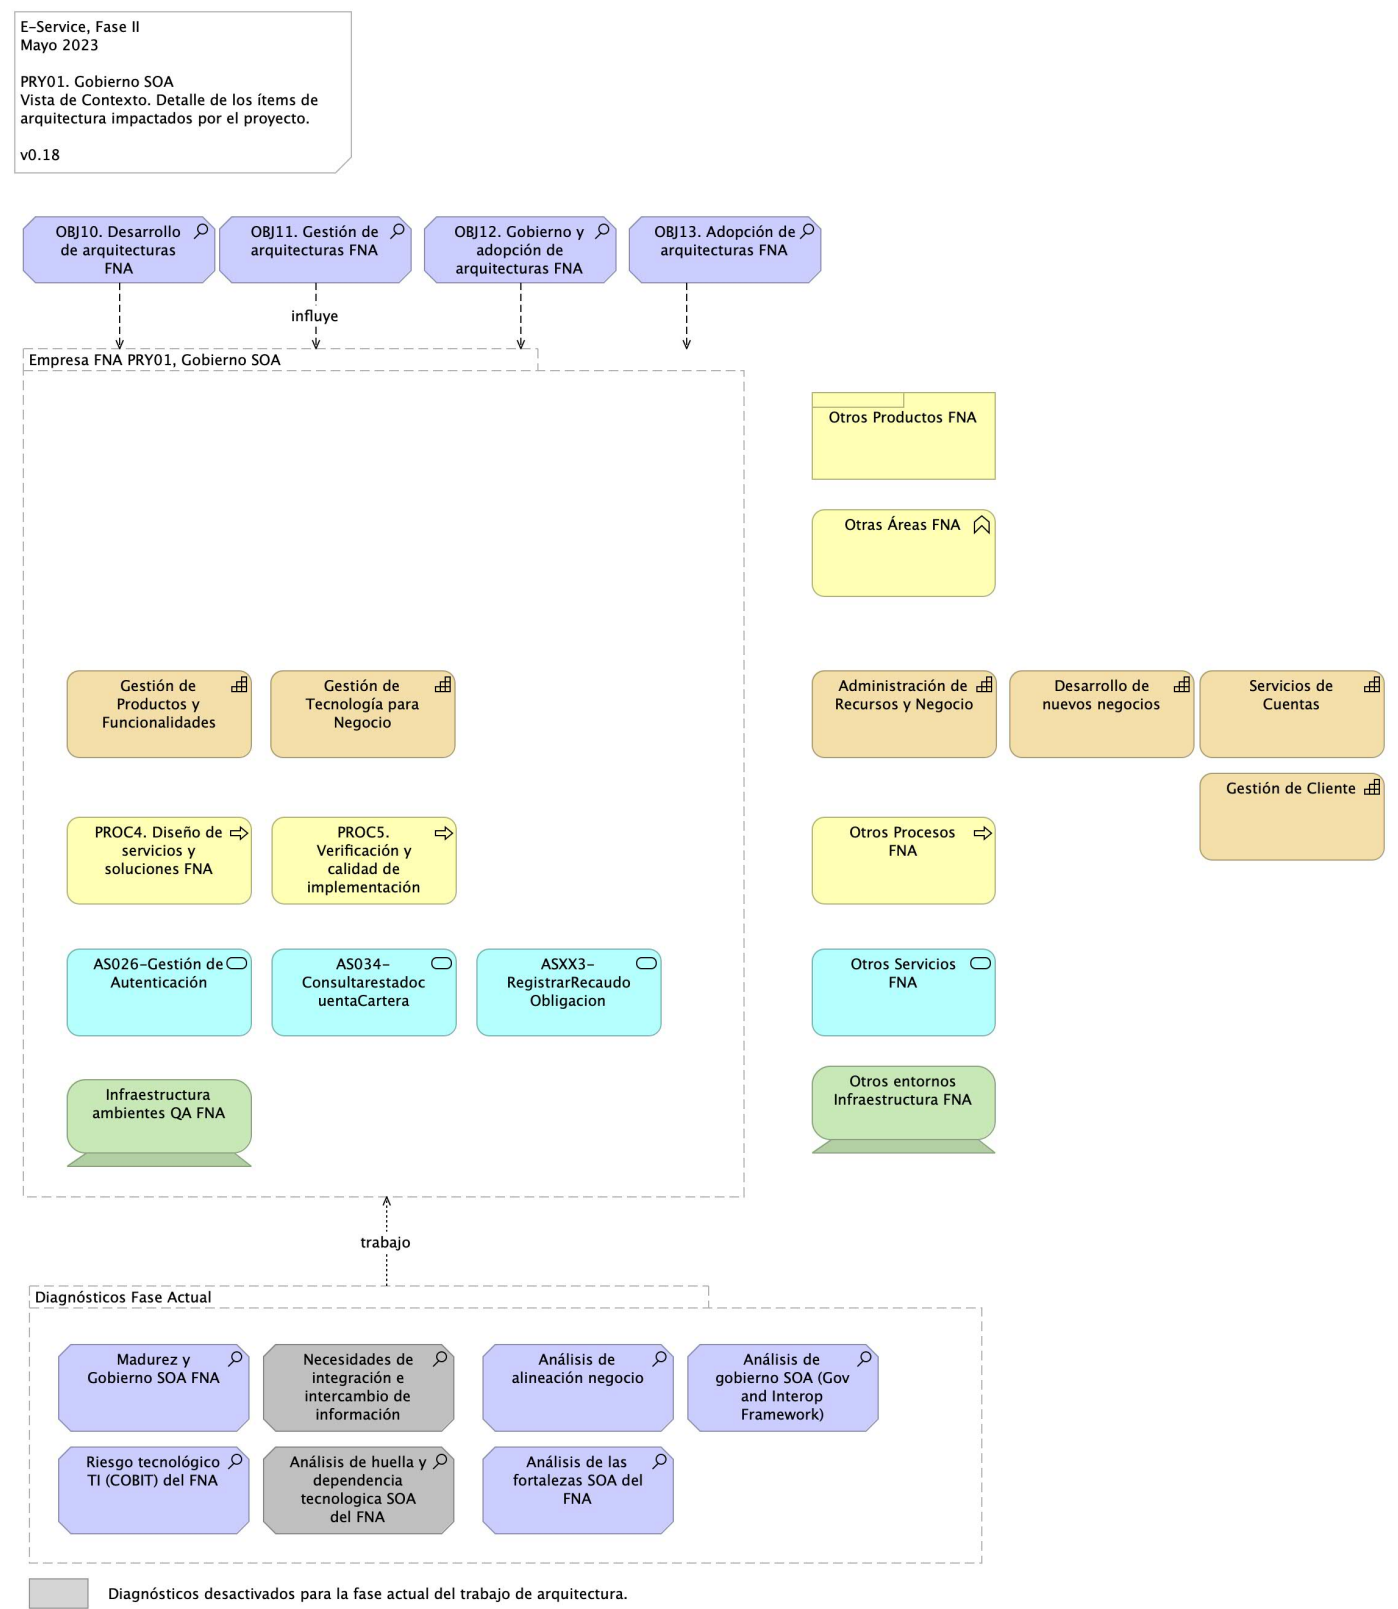 E-Service, Fase II
Mayo 2023
PRY01. Gobierno SOA
Vista de Contexto. Detalle de los ítems de
arquitectura impactados por el proyecto.
v0.18
OBJ10. Desarrollo
de arquitecturas
FNA
OBJ11. Gestión de
arquitecturas FNA
OBJ12. Gobierno y
adopción de
arquitecturas FNA
OBJ13. Adopción de
arquitecturas FNA
influye
Empresa FNA PRY01, Gobierno SOA
Otros Productos FNA
Otras Áreas FNA
Gestión de
Productos y
Funcionalidades
Gestión de
Tecnología para
Negocio
Administración de
Recursos y Negocio
Desarrollo de
nuevos negocios
Servicios de
Cuentas
Gestión de Cliente
PROC4. Diseño de
servicios y
soluciones FNA
PROC5.
Verificación y
calidad de
implementación
Otros Procesos
FNA
AS026-Gestión de
Autenticación
AS034-
Consultarestadoc
uentaCartera
ASXX3-
RegistrarRecaudo
Obligacion
Otros Servicios
FNA
Infraestructura
ambientes QA FNA
Otros entornos
Infraestructura FNA
trabajo
Diagnósticos Fase Actual
Madurez y
Gobierno SOA FNA
Necesidades de
integración e
intercambio de
información
Análisis de
alineación negocio
Análisis de
gobierno SOA (Gov
and Interop
Framework)
Riesgo tecnológico
TI (COBIT) del FNA
Análisis de huella y
dependencia
tecnologica SOA
del FNA
Análisis de las
fortalezas SOA del
FNA
Diagnósticos desactivados para la fase actual del trabajo de arquitectura.